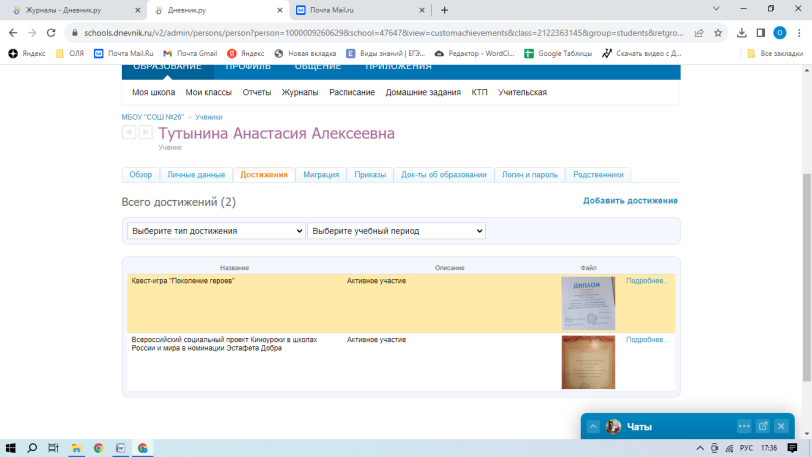 Журналы - Дневник.ру
Дневник.ру
Почта Mail.ru
schools.dnevnik.ru/v2/admin/persons/person?person=1000009260629&school=47647&view=customachievements&class=2122363145&group=students&retgro...
Яндекс
ОЛЯ
Почта Mail.Ru
Почта Gmail
Яндекс
Новая вкладка
Виды знаний | ЕГЭ...
Редактор - WordCl...
Google Таблицы
Скачать видео с Д...
Все закладки
ОБРАЗОВАНИЕ ПРОФИЛЬ ОБЩЕНИЕ ПРИЛОЖЕНИЯ
Моя школа Мои классы Отчеты Журналы Расписание Домашние задания КТП Учительская
МБОУ "СОШ №26" Ученики
Тутынина Анастасия Алексеевна
Ученик
Обзор Личные данные Достижения Миграция Приказы Док-ты об образовании Логин и пароль Родственники
Всего достижений (2)
Добавить достижение
Выберите тип достижения
Выберите учебный период
Название Описание Файл
Квест-игра "Поколение героев" Активное участие Подробнее...
ДИПЛОМ
Всероссийский социальный проект Киноуроки в школах Активное участие Подробнее...
России и мира в номинации Эстафета Добра
Чаты
РУС 17:36